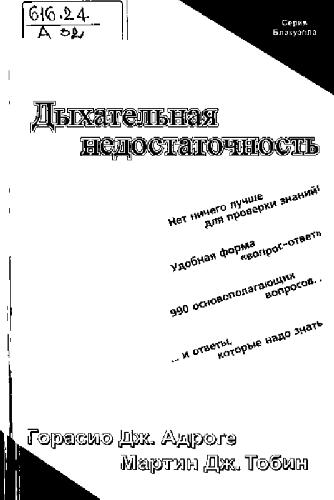 616.24
А 32
Серия
Блэкуэлла
Дыхательная
недостаточность
Нет ничего лучше
для проверки знаний!
Удобная форма
«вопрос-ответ»
990 основополагающих
вопросов...
... и ответы,
которые надо знать
Горасио Дж. Адроге
Мартин Дж. Тобин